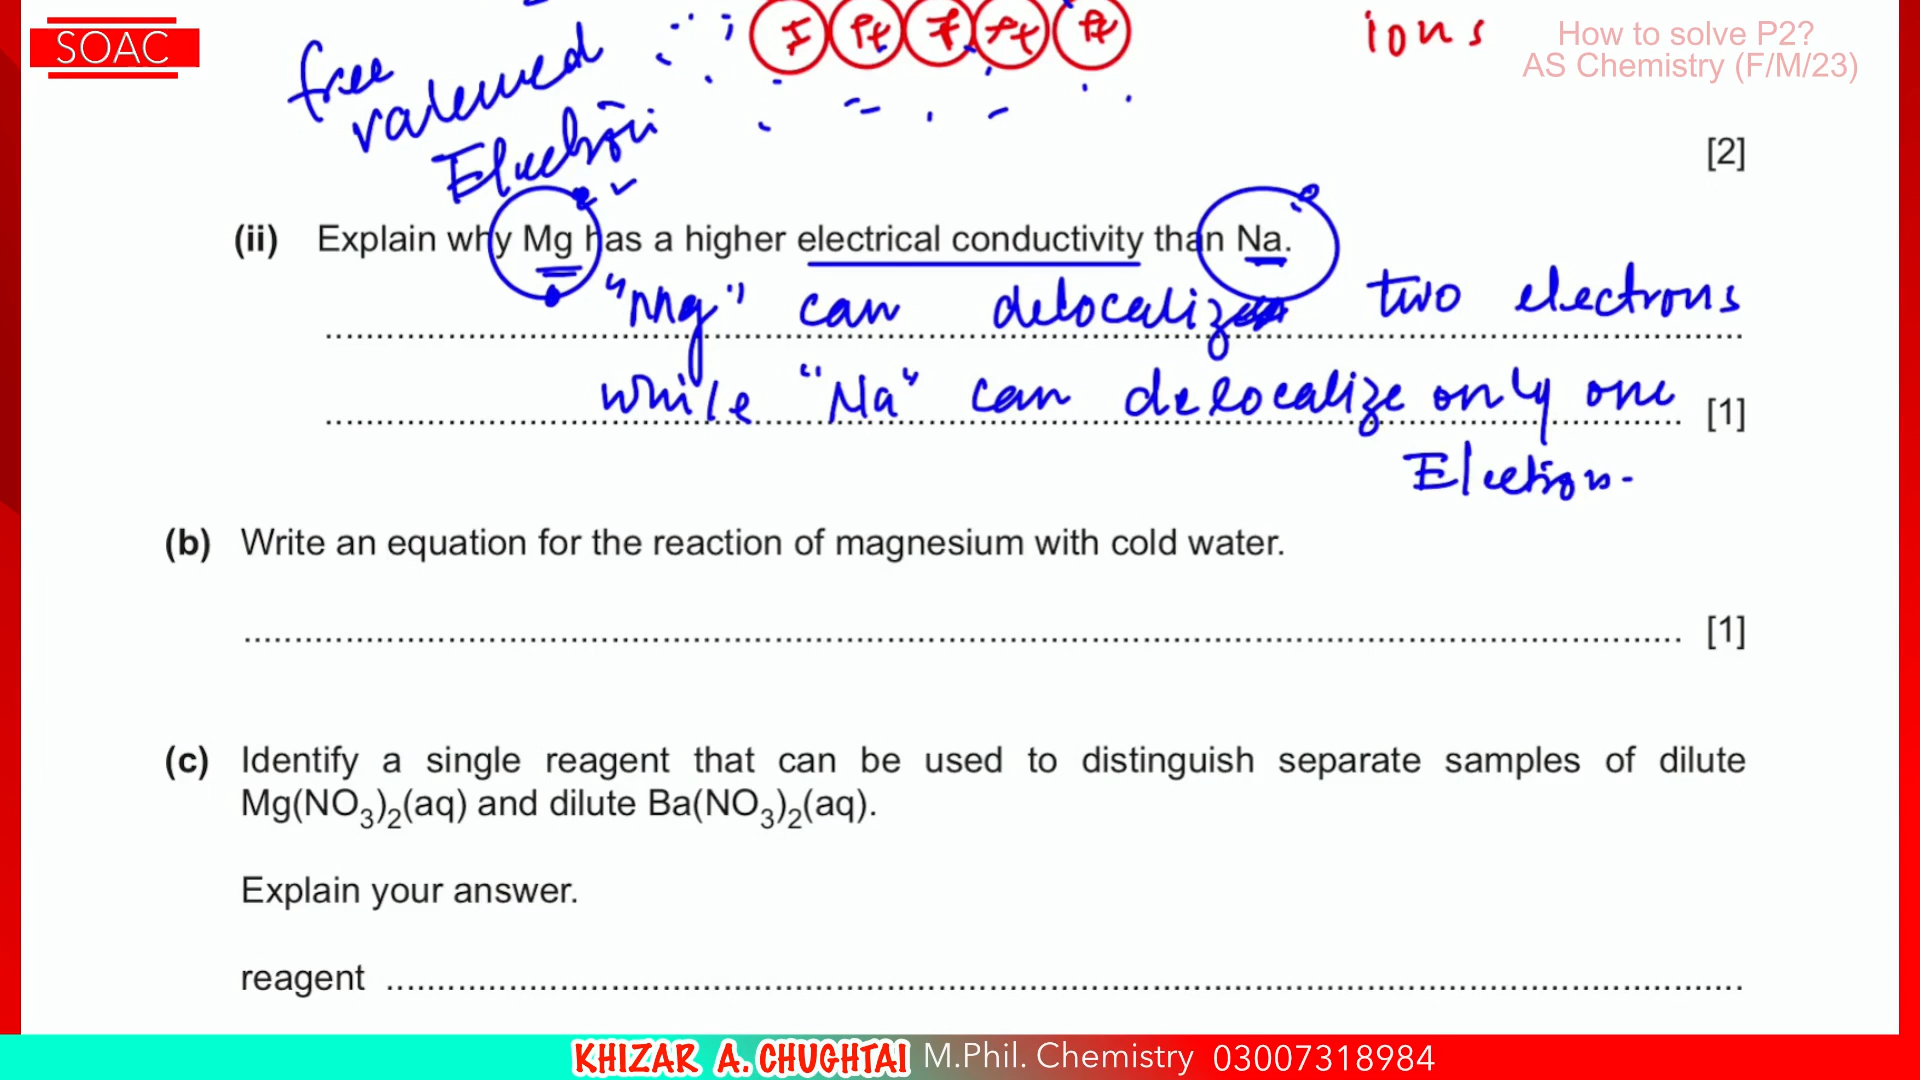 SOAC
How to solve P2?
AS Chemistry (F/M/23)
ions
free
Electron
[2]
(ii) Explain why Mg has a higher electrical conductivity than Na.
"Mg" can delocalize two electrons
while "Na" can delocalize only one [1]
Electron.
(b) Write an equation for the reaction of magnesium with cold water.
[1]
(c) Identify a single reagent that can be used to distinguish separate samples of dilute
Mg(NO₃)₂(aq) and dilute Ba(NO₃)₂(aq).
Explain your answer.
reagent
KHIZAR A. CHUGHTAI M.Phil. Chemistry 03007318984